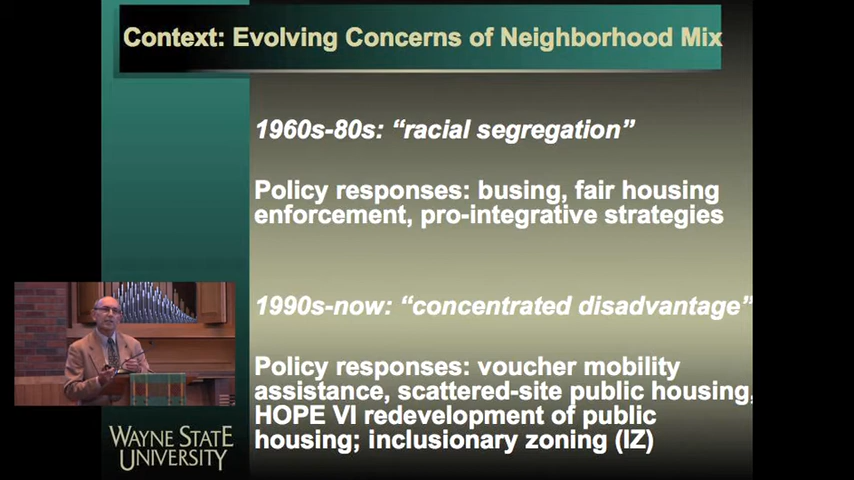 Context: Evolving Concerns of Neighborhood Mix
1960s-80s: “racial segregation”
Policy responses: busing, fair housing
enforcement, pro-integrative strategies
1990s-now: “concentrated disadvantage”
Policy responses: voucher mobility
assistance, scattered-site public housing,
HOPE VI redevelopment of public
housing; inclusionary zoning (IZ)
WAYNE STATE
UNIVERSITY